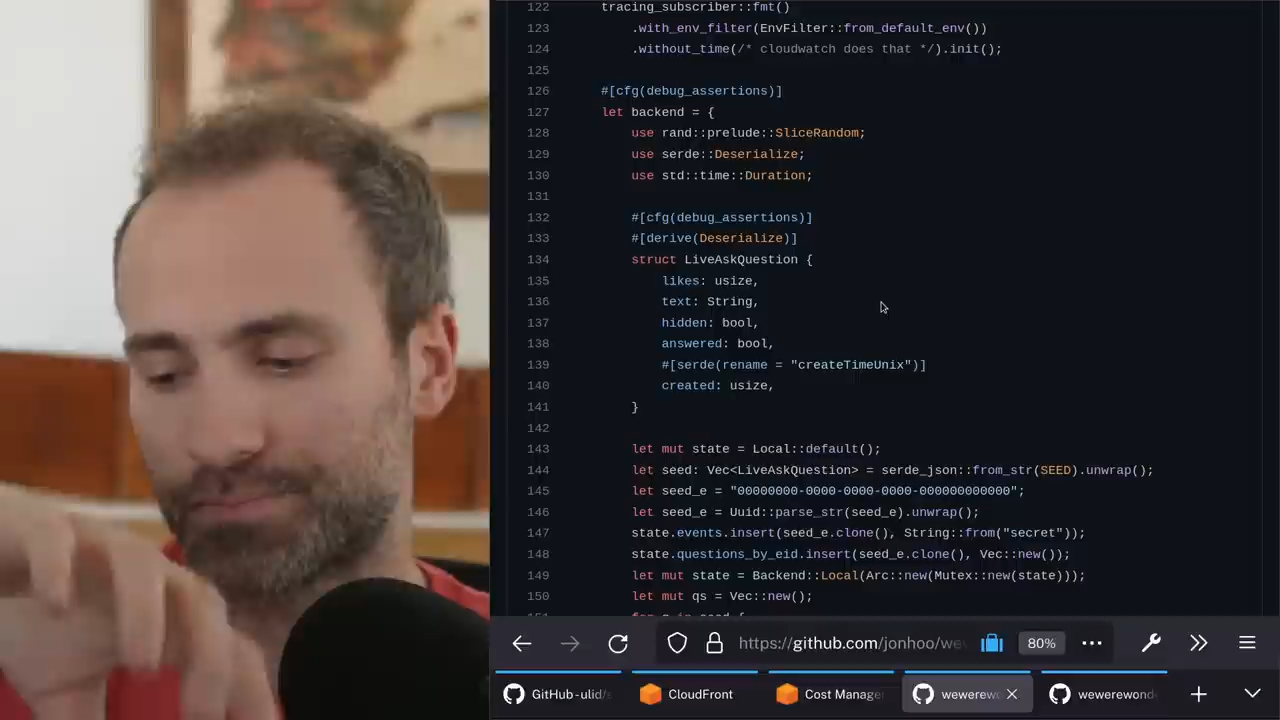 122 tracing_subscriber::fmt()
123 .with_env_filter(EnvFilter::from_default_env())
124 .without_time(/* cloudwatch does that */).init();
125
126 #[cfg(debug_assertions)]
127 let backend = {
128 use rand::prelude::SliceRandom;
129 use serde::Deserialize;
130 use std::time::Duration;
131
132 #[cfg(debug_assertions)]
133 #[derive(Deserialize)]
134 struct LiveAskQuestion {
135 likes: usize,
136 text: String,
137 hidden: bool,
138 answered: bool,
139 #[serde(rename = "createTimeUnix")]
140 created: usize,
141 }
142
143 let mut state = Local::default();
144 let seed: Vec<LiveAskQuestion> = serde_json::from_str(SEED).unwrap();
145 let seed_e = "00000000-0000-0000-0000-000000000000";
146 let seed_e = Uuid::parse_str(seed_e).unwrap();
147 state.events.insert(seed_e.clone(), String::from("secret"));
148 state.questions_by_eid.insert(seed_e.clone(), Vec::new());
149 let mut state = Backend::Local(Arc::new(Mutex::new(state)));
150 let mut qs = Vec::new();
https://github.com/jonhoo/we 80%
GitHub - ulid/ CloudFront Cost Manage werewo wewerewond